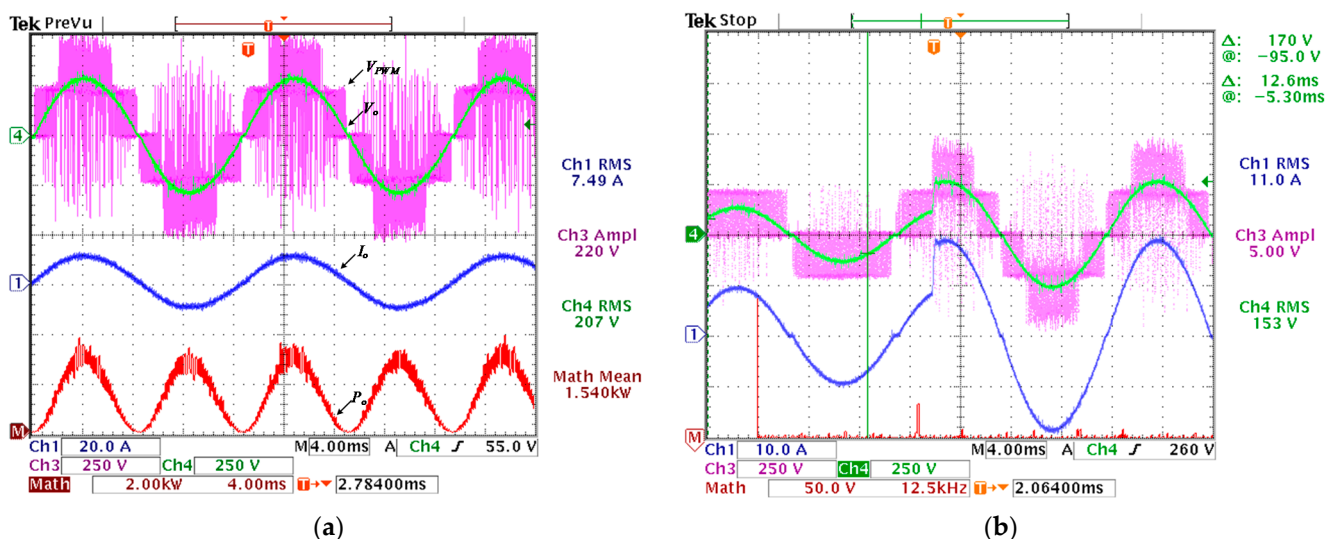 Tek PreVu
T
T
V_PWM
V_o
4
Ch1 RMS
7.49 A
Ch3 Ampl
220 V
I_o
1
Ch4 RMS
207 V
Math Mean
1.540kW
P_o
M
Ch1 20.0 A M 4.00ms A Ch4 ʃ 55.0 V
Ch3 250 V Ch4 250 V
Math 2.00kW 4.00ms T→▼ 2.78400ms
(a)
Tek Stop
T
T
Δ: 170 V
@: −95.0 V
Δ: 12.6ms
@: −5.30ms
Ch1 RMS
11.0 A
4
Ch3 Ampl
5.00 V
Ch4 RMS
153 V
1
M
Ch1 10.0 A M 4.00ms A Ch4 ʃ 260 V
Ch3 250 V Ch4 250 V
Math 50.0 V 12.5kHz T→▼ 2.06400ms
(b)